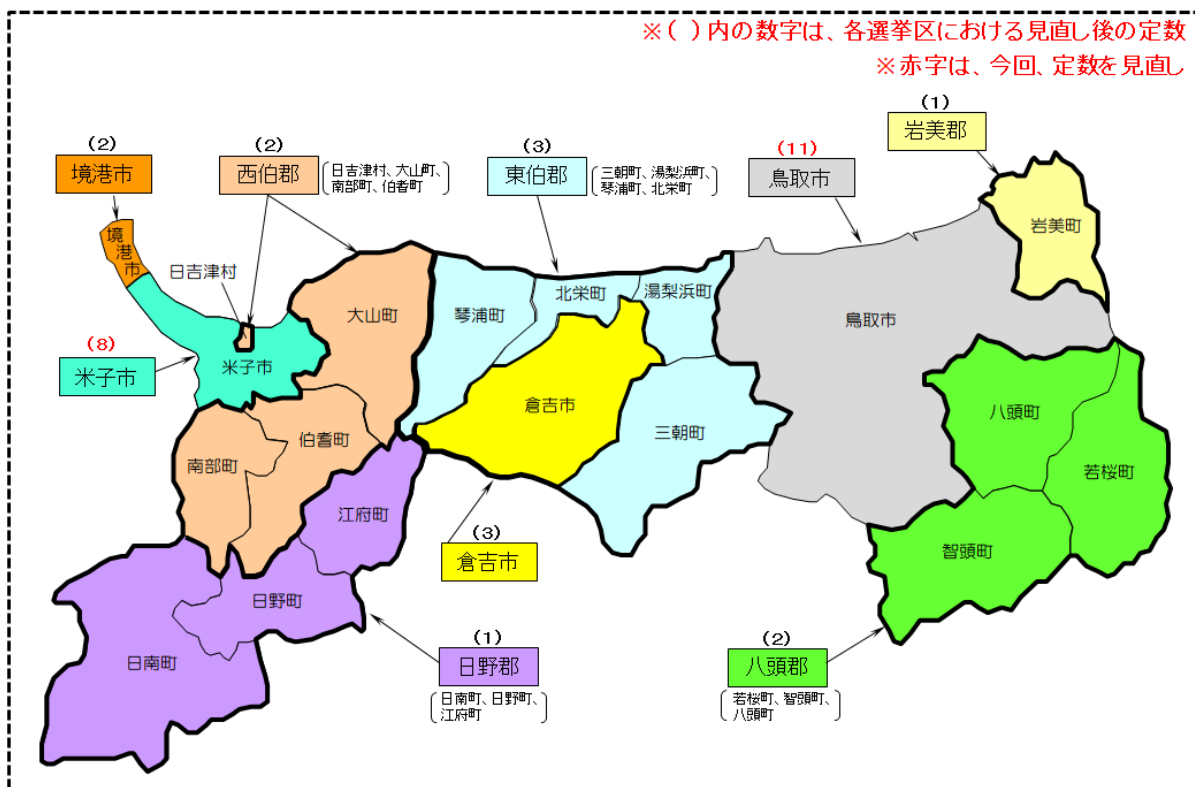 ※( )内の数字は、各選挙区における見直し後の定数
※赤字は、今回、定数を見直し
(1)
岩美郡
(2)
境港市
(2)
西伯郡
日吉津村、大山町、
南部町、伯耆町
(3)
東伯郡
三朝町、湯梨浜町、
琴浦町、北栄町
(11)
鳥取市
岩美町
境港市
日吉津村
大山町
琴浦町
北栄町
湯梨浜町
鳥取市
(8)
米子市
米子市
倉吉市
八頭町
三朝町
伯耆町
南部町
若桜町
江府町
智頭町
(3)
倉吉市
日野町
日南町
(1)
日野郡
日南町、日野町、
江府町
(2)
八頭郡
若桜町、智頭町、
八頭町